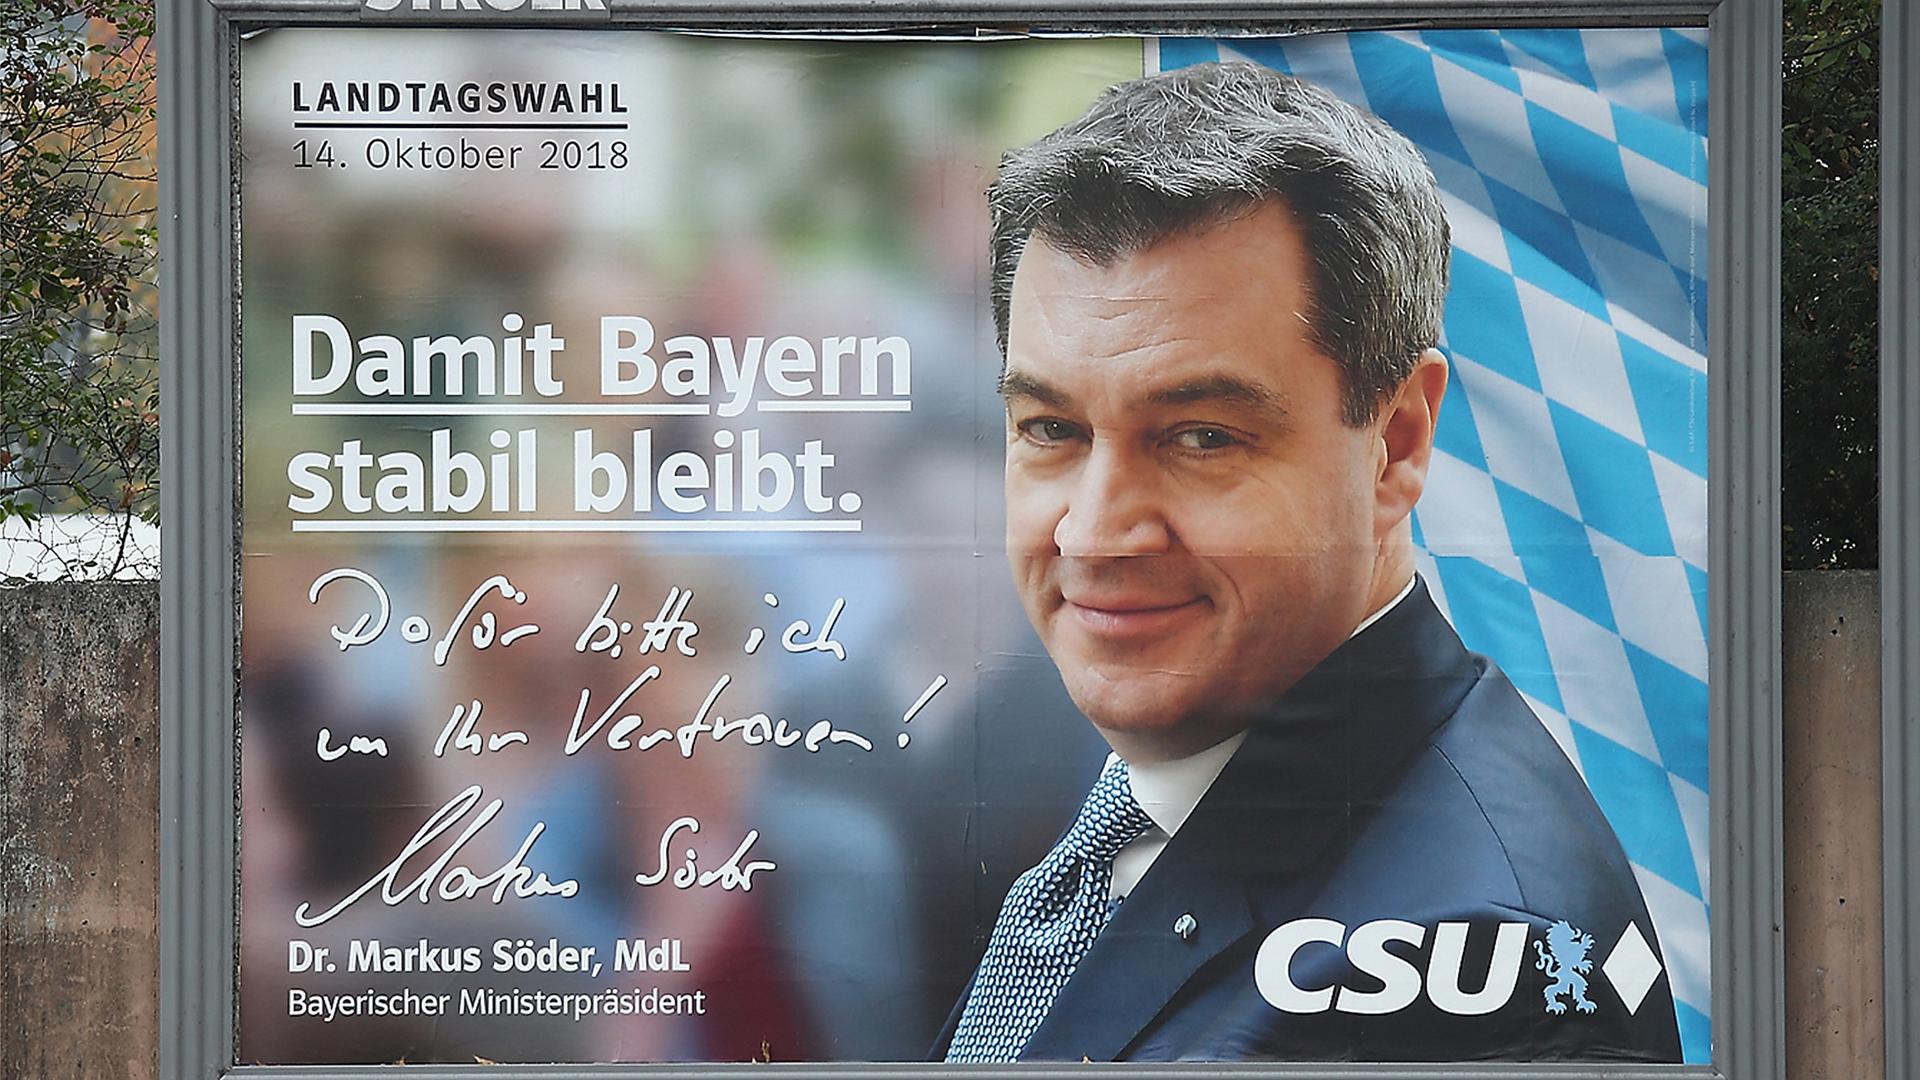 STRÖER
LANDTAGSWAHL
14. Oktober 2018
Damit Bayern
stabil bleibt.
Dafür bitte ich
um Ihr Vertrauen!
Markus Söder
Dr. Markus Söder, MdL
Bayerischer Ministerpräsident
CSU